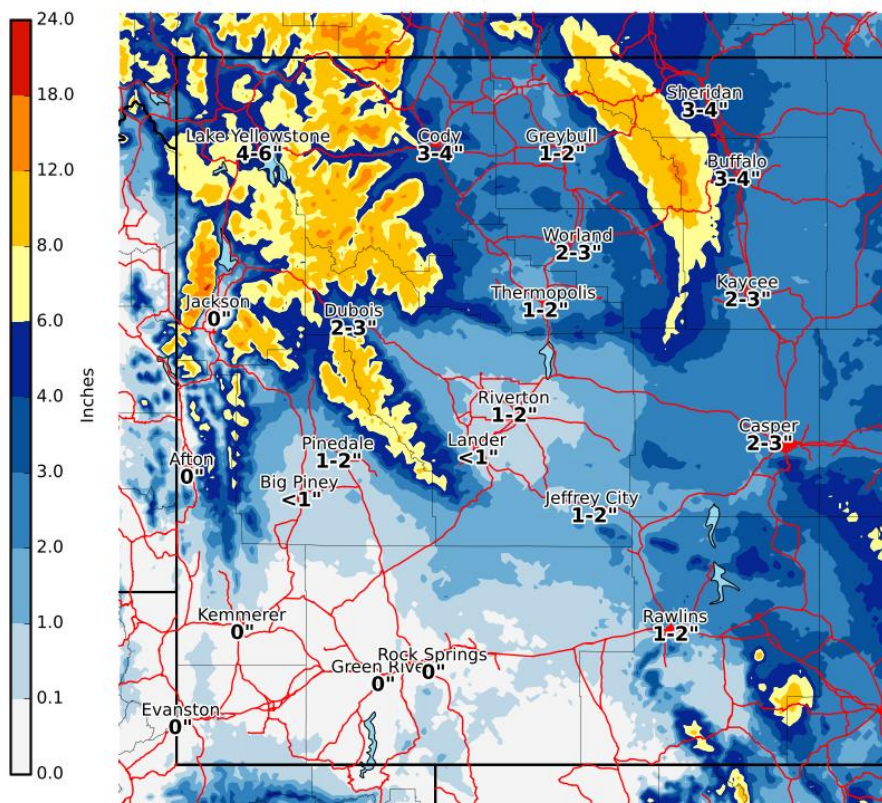 24.0
18.0
12.0
8.0
6.0
4.0
3.0
2.0
1.0
0.1
0.0
Inches
Sheridan
3-4"
Lake Yellowstone
4-6"
Cody
3-4"
Greybull
1-2"
Buffalo
3-4"
Worland
2-3"
Jackson
0"
Dubois
2-3"
Thermopolis
1-2"
Kaycee
2-3"
Riverton
1-2"
Casper
2-3"
Afton
0"
Pinedale
1-2"
Lander
<1"
Big Piney
<1"
Jeffrey City
1-2"
Kemmerer
0"
Rawlins
1-2"
Rock Springs
0"
Green River
0"
Evanston
0"